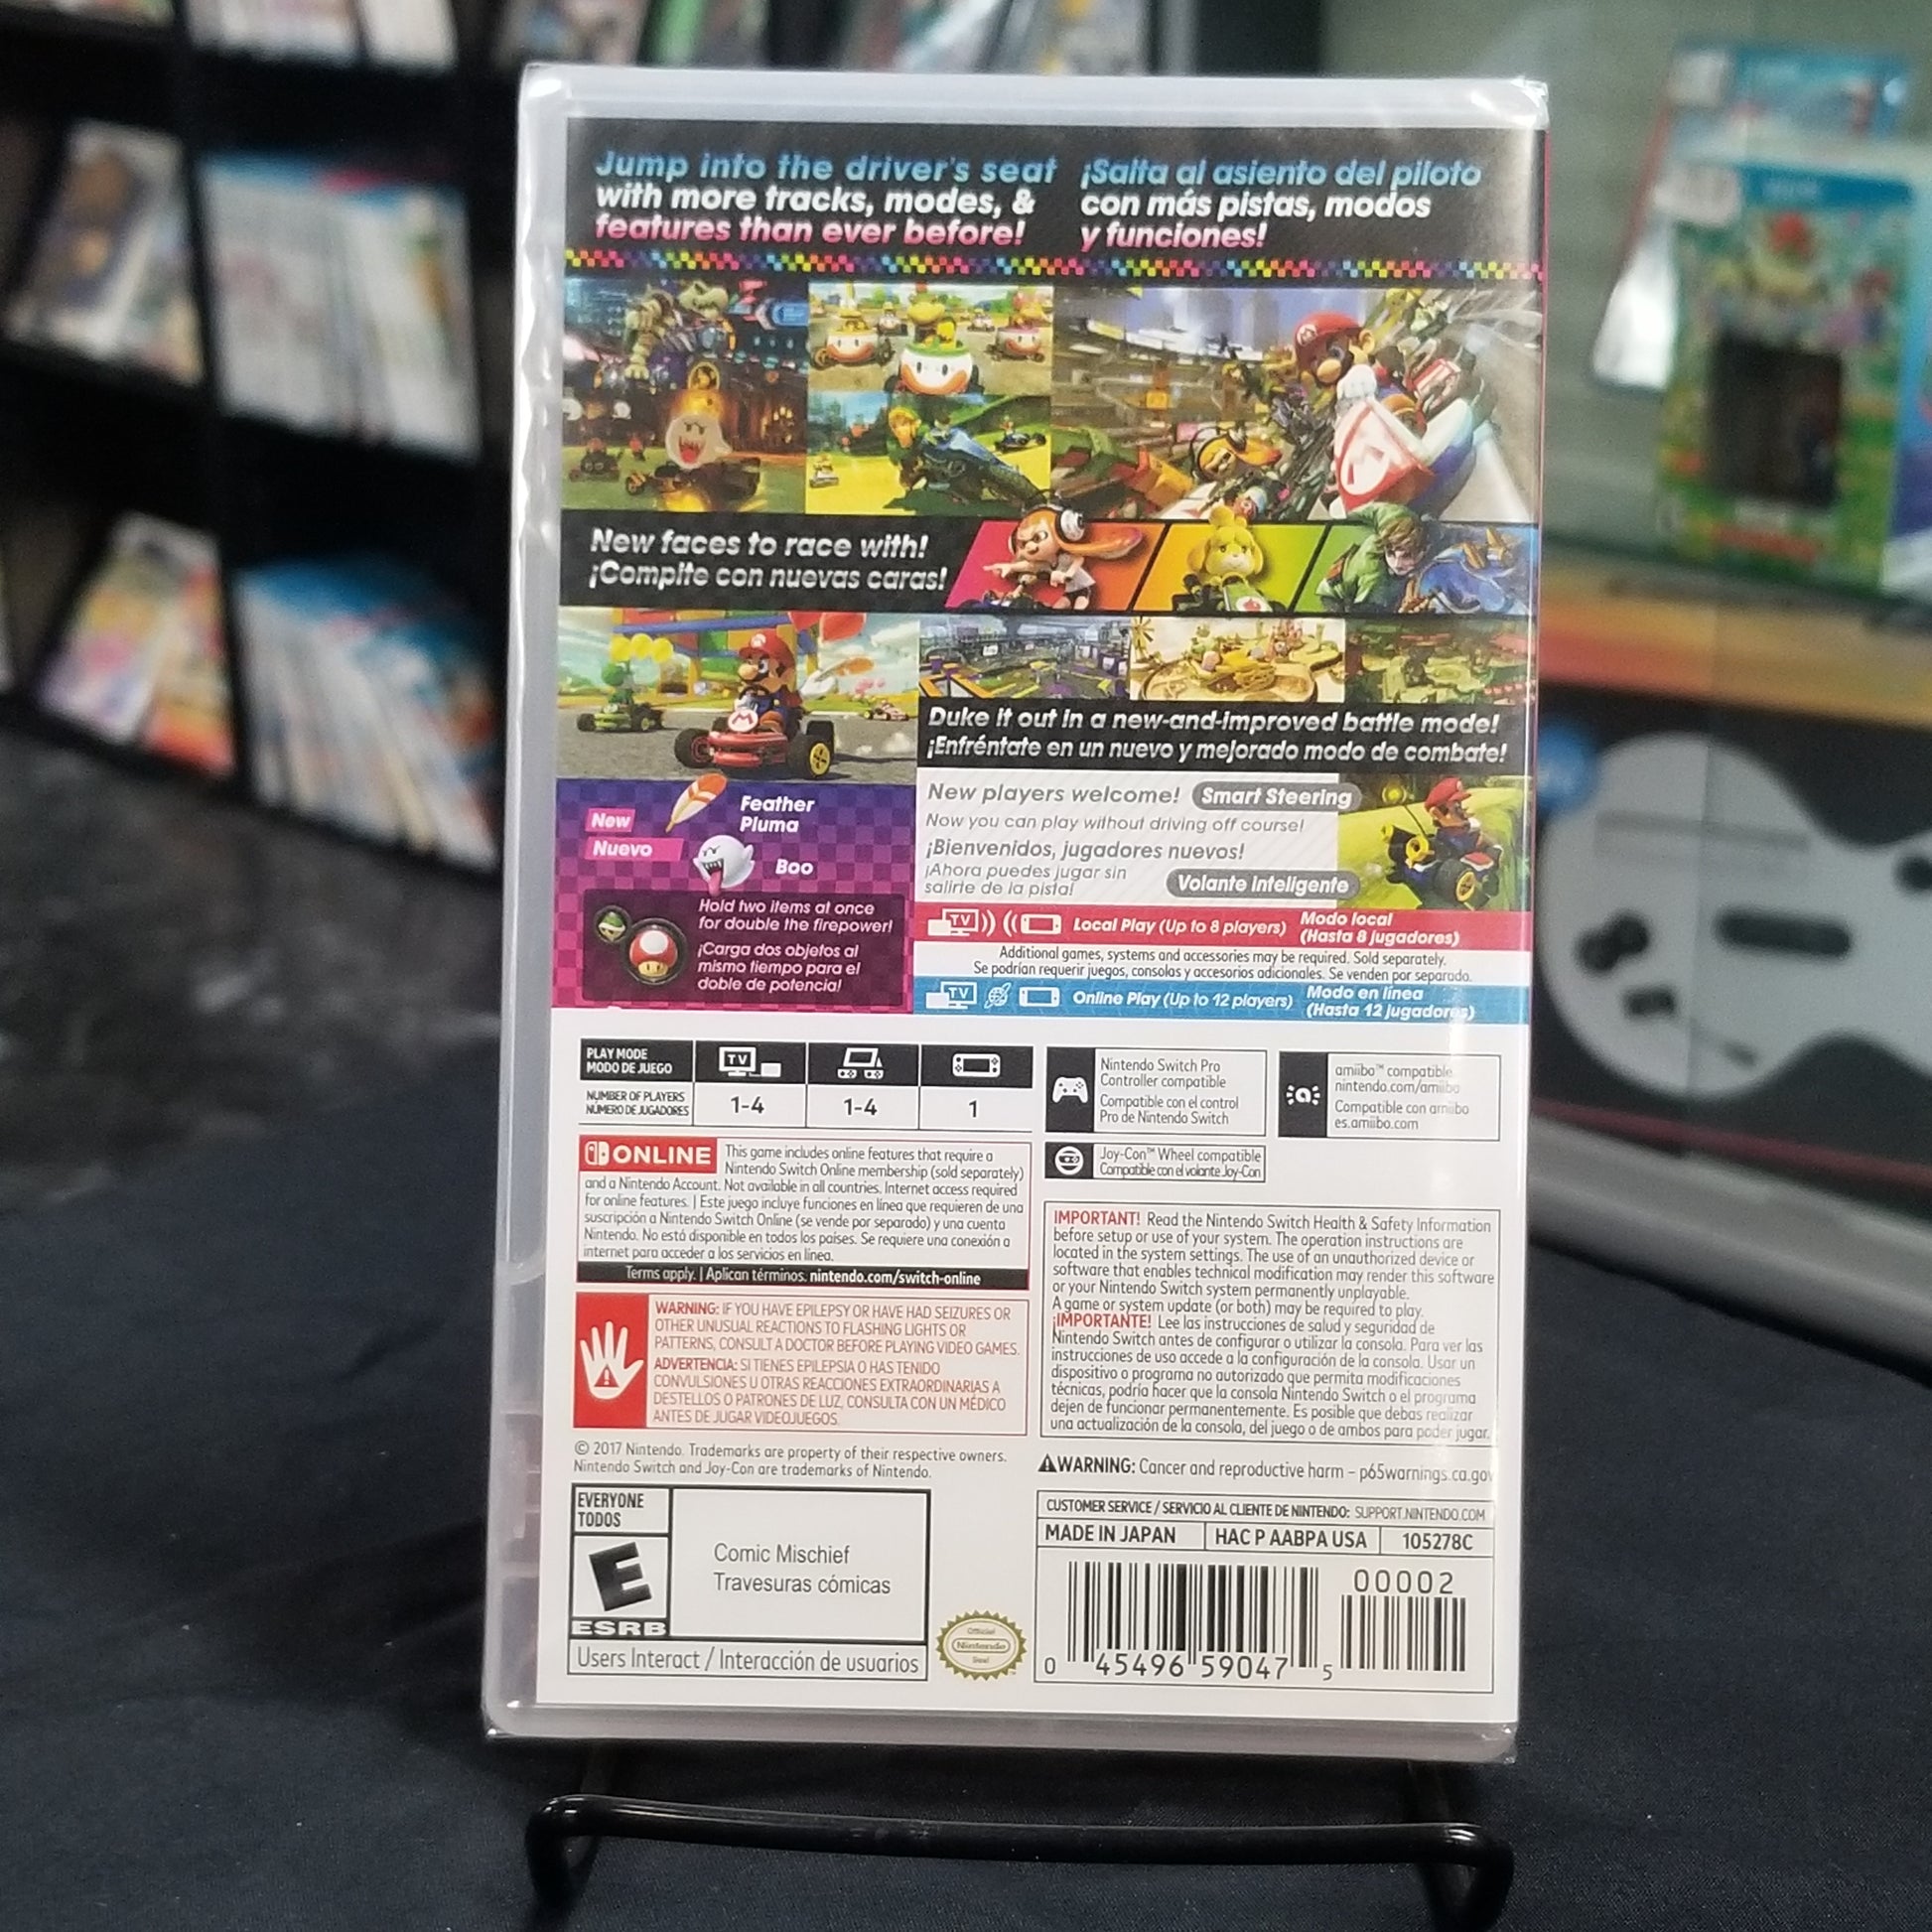 Jump into the driver's seat
with more tracks, modes, &
features than ever before!
¡Salta al asiento del piloto
con más pistas, modos
y funciones!
New faces to race with!
¡Compite con nuevas caras!
Duke it out in a new-and-improved battle mode!
¡Enfréntate en un nuevo y mejorado modo de combate!
New
Nuevo
Feather
Pluma
Boo
Hold two items at once
for double the firepower!
¡Carga dos objetos al
mismo tiempo para el
doble de potencia!
New players welcome! Smart Steering
Now you can play without driving off course!
¡Bienvenidos, jugadores nuevos!
¡Ahora puedes jugar sin
salirte de la pista!
Volante Inteligente
TV Local Play (Up to 8 players)
Modo local
(Hasta 8 jugadores)
Additional games, systems and accessories may be required. Sold separately.
Se podrían requerir juegos, consolas y accesorios adicionales. Se venden por separado.
TV Online Play (Up to 12 players)
Modo en línea
(Hasta 12 jugadores)
PLAY MODE
MODO DE JUEGO
TV
NUMBER OF PLAYERS
NÚMERO DE JUGADORES
1-4
1-4
1
Nintendo Switch Pro
Controller compatible
Compatible con el control
Pro de Nintendo Switch
amiibo™ compatible
nintendo.com/amiibo
Compatible con amiibo
es.amiibo.com
Joy-Con™ Wheel compatible
Compatible con el volante Joy-Con
ONLINE This game includes online features that require a
Nintendo Switch Online membership (sold separately)
and a Nintendo Account. Not available in all countries. Internet access required
for online features. | Este juego incluye funciones en línea que requieren de una
suscripción a Nintendo Switch Online (se vende por separado) y una cuenta
Nintendo. No está disponible en todos los países. Se requiere una conexión a
internet para acceder a los servicios en línea.
Terms apply. | Aplican términos. nintendo.com/switch-online
WARNING: IF YOU HAVE EPILEPSY OR HAVE HAD SEIZURES OR
OTHER UNUSUAL REACTIONS TO FLASHING LIGHTS OR
PATTERNS, CONSULT A DOCTOR BEFORE PLAYING VIDEO GAMES.
ADVERTENCIA: SI TIENES EPILEPSIA O HAS TENIDO
CONVULSIONES U OTRAS REACCIONES EXTRAORDINARIAS A
DESTELLOS O PATRONES DE LUZ, CONSULTA CON UN MÉDICO
ANTES DE JUGAR VIDEOJUEGOS.
IMPORTANT! Read the Nintendo Switch Health & Safety Information
before setup or use of your system. The operation instructions are
located in the system settings. The use of an unauthorized device or
software that enables technical modification may render this software
or your Nintendo Switch system permanently unplayable.
A game or system update (or both) may be required to play.
¡IMPORTANTE! Lee las instrucciones de salud y seguridad de
Nintendo Switch antes de configurar o utilizar la consola. Para ver las
instrucciones de uso accede a la configuración de la consola. Usar un
dispositivo o programa no autorizado que permita modificaciones
técnicas, podría hacer que la consola Nintendo Switch o el programa
dejen de funcionar permanentemente. Es posible que debas realizar
una actualización de la consola, del juego o de ambos para poder jugar.
© 2017 Nintendo. Trademarks are property of their respective owners.
Nintendo Switch and Joy-Con are trademarks of Nintendo.
WARNING: Cancer and reproductive harm – p65warnings.ca.gov
EVERYONE
TODOS
E
ESRB
Comic Mischief
Travesuras cómicas
Users Interact / Interacción de usuarios
Official
Nintendo
Seal
CUSTOMER SERVICE / SERVICIO AL CLIENTE DE NINTENDO: SUPPORT.NINTENDO.COM
MADE IN JAPAN
HAC P AABPA USA
105278C
00002
0 45496 59047 5